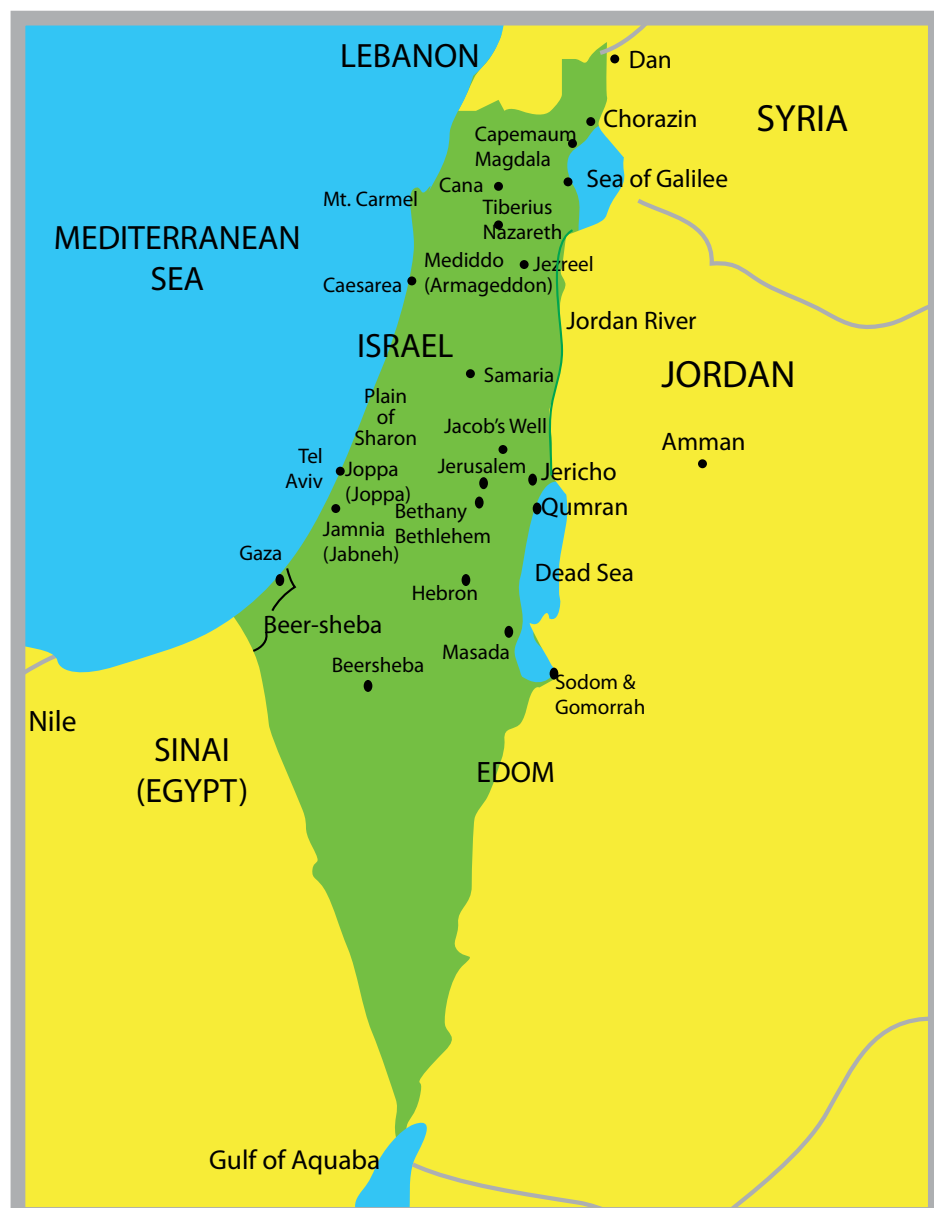 LEBANON
Dan
Chorazin
SYRIA
Capemaum
Magdala
Sea of Galilee
Cana
Mt. Carmel
Tiberius
Nazareth
MEDITERRANEAN
SEA
Mediddo
(Armageddon)
Jezreel
Caesarea
Jordan River
ISRAEL
Samaria
JORDAN
Plain
of
Sharon
Jacob's Well
Amman
Tel
Aviv
Joppa
(Joppa)
Jerusalem
Jericho
Bethany
Bethlehem
Qumran
Jamnia
(Jabneh)
Gaza
Dead Sea
Hebron
Beer-sheba
Masada
Beersheba
Sodom &
Gomorrah
Nile
SINAI
(EGYPT)
EDOM
Gulf of Aquaba